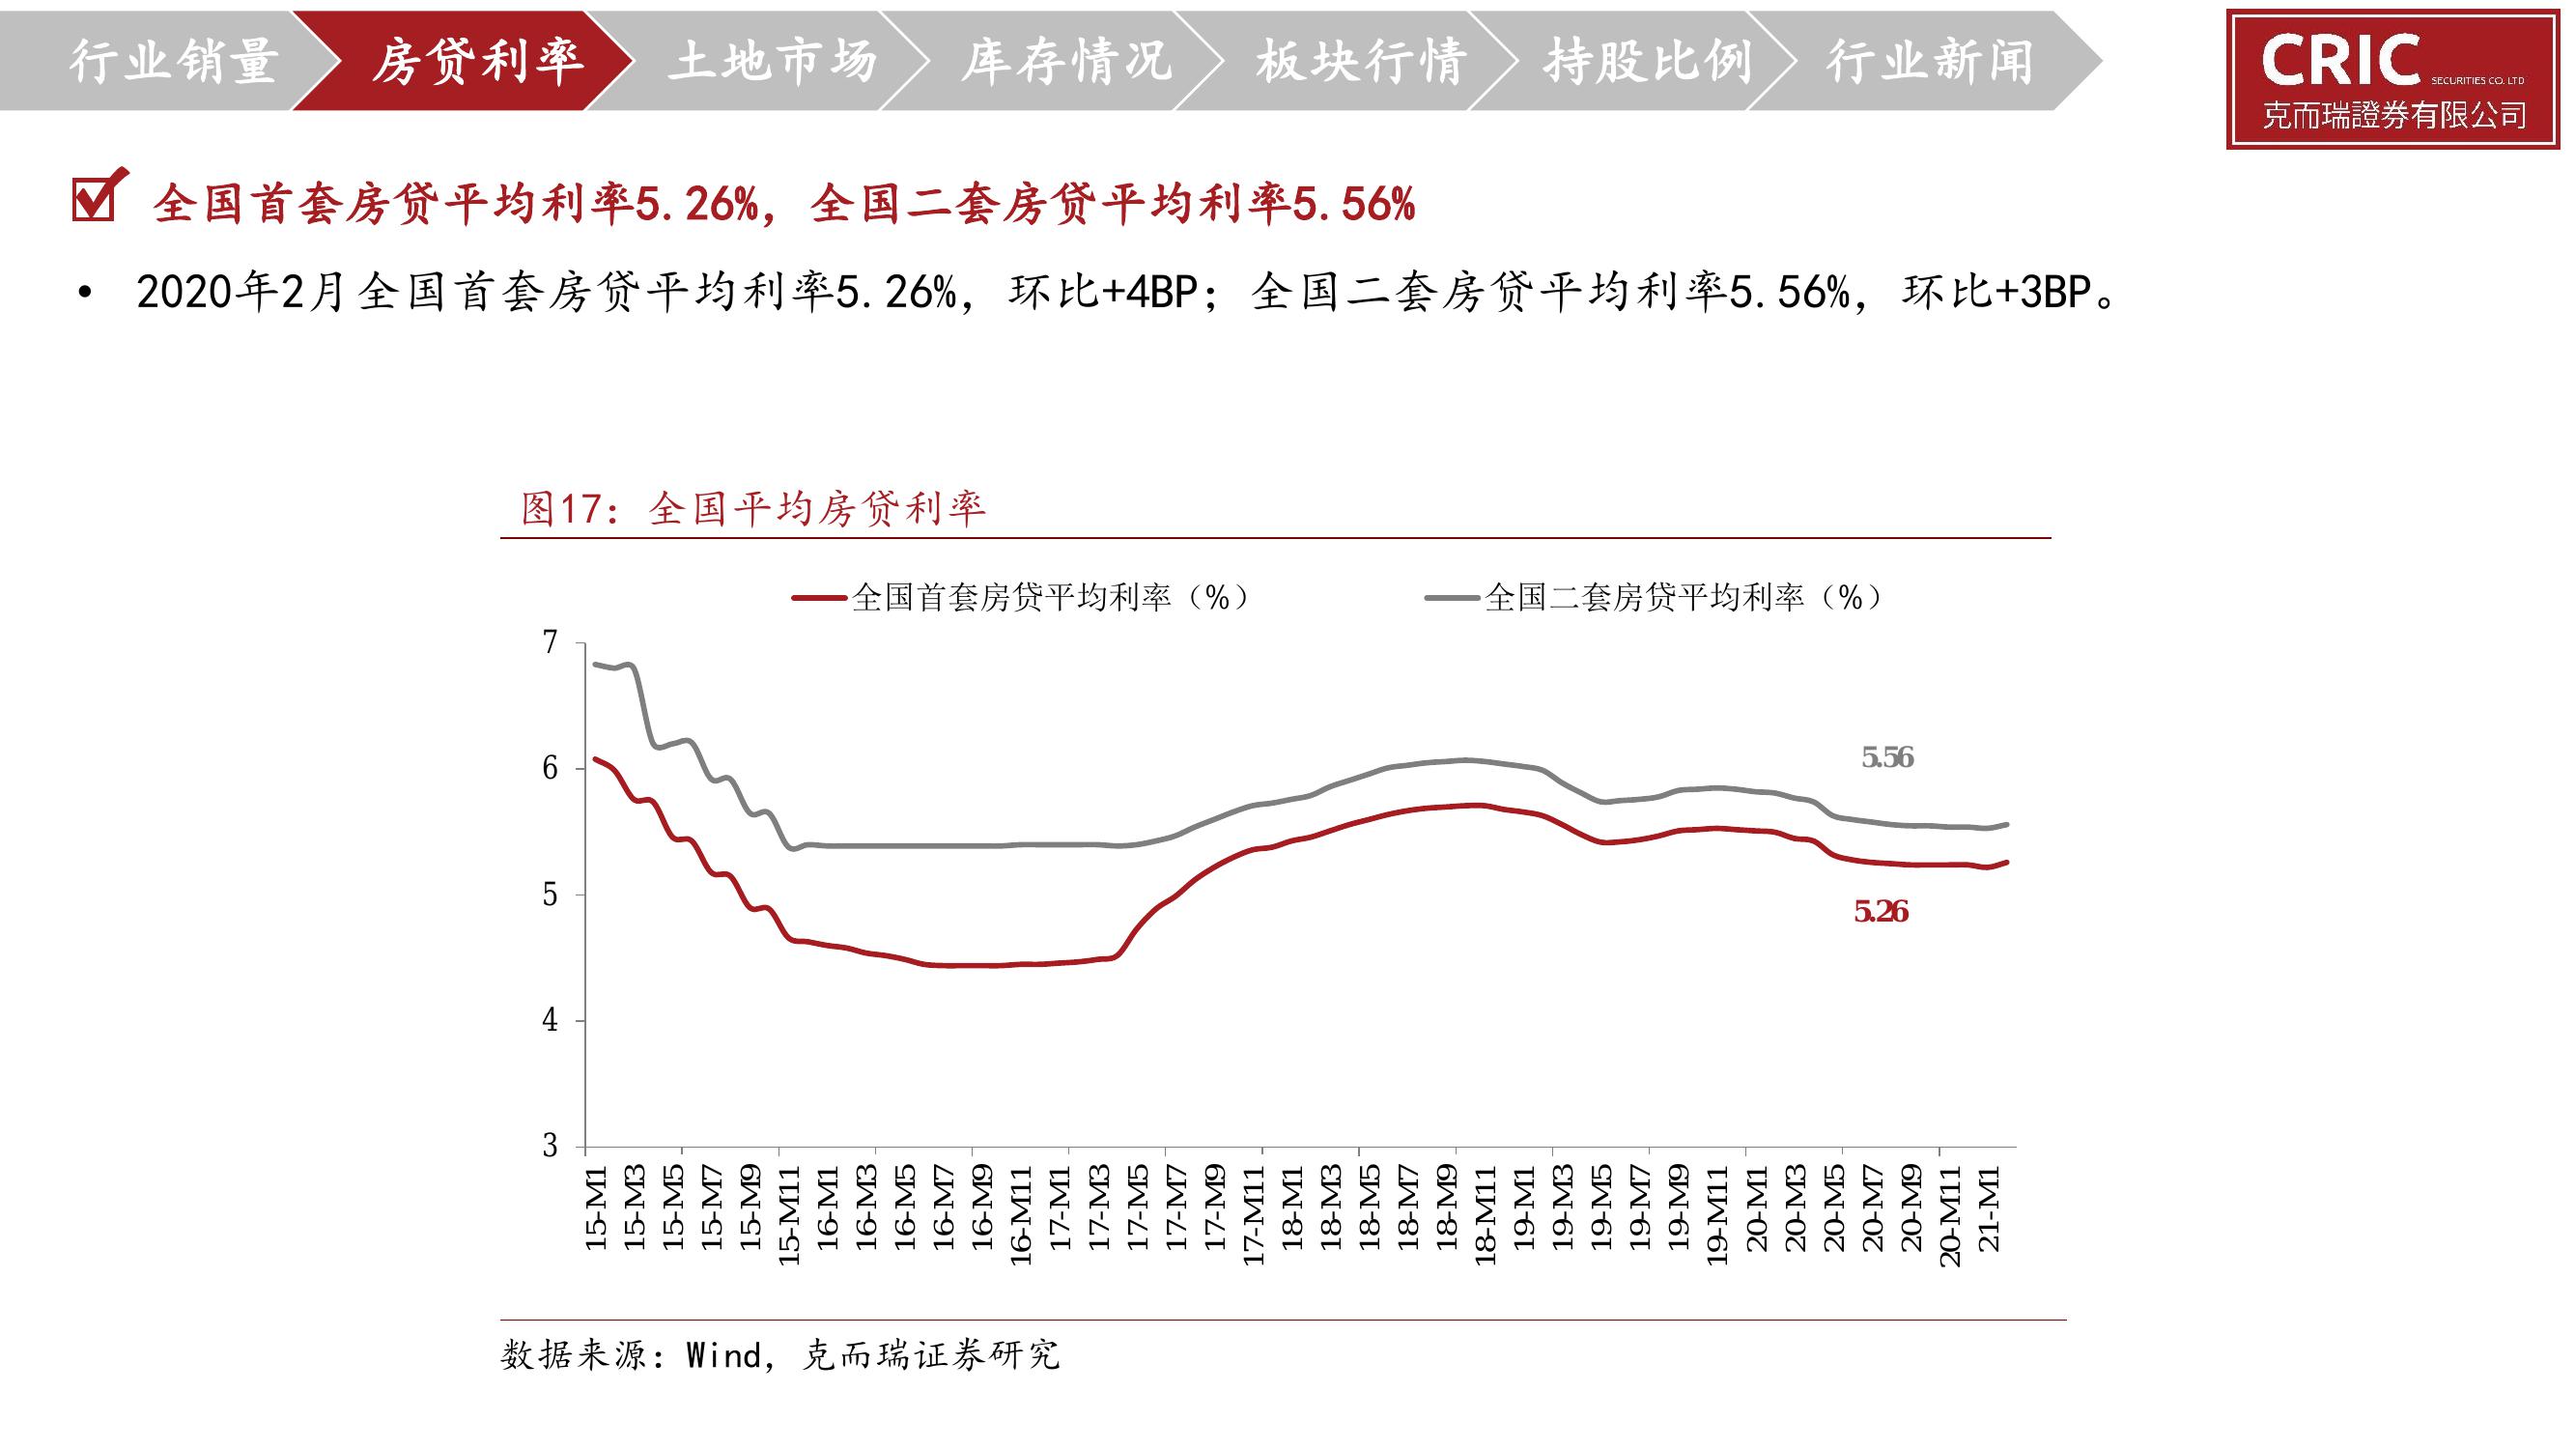 行业销量 房贷利率 土地市场 库存情况 板块行情 持股比例 行业新闻
CRIC SECURITIES CO. LTD
克而瑞證券有限公司
全国首套房贷平均利率5.26%，全国二套房贷平均利率5.56%
• 2020年2月全国首套房贷平均利率5.26%，环比+4BP；全国二套房贷平均利率5.56%，环比+3BP。
图17：全国平均房贷利率
全国首套房贷平均利率（%） 全国二套房贷平均利率（%）
7
6
5
4
3
5.56
5.26
15-M1 15-M3 15-M5 15-M7 15-M9 15-M11 16-M1 16-M3 16-M5 16-M7 16-M9 16-M11 17-M1 17-M3 17-M5 17-M7 17-M9 17-M11 18-M1 18-M3 18-M5 18-M7 18-M9 18-M11 19-M1 19-M3 19-M5 19-M7 19-M9 19-M11 20-M1 20-M3 20-M5 20-M7 20-M9 20-M11 21-M1
数据来源：Wind，克而瑞证券研究